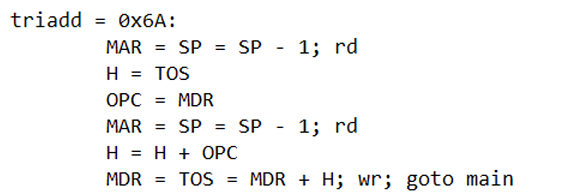 triadd = 0x6A:
MAR = SP = SP - 1; rd
H = TOS
OPC = MDR
MAR = SP = SP - 1; rd
H = H + OPC
MDR = TOS = MDR + H; wr; goto main